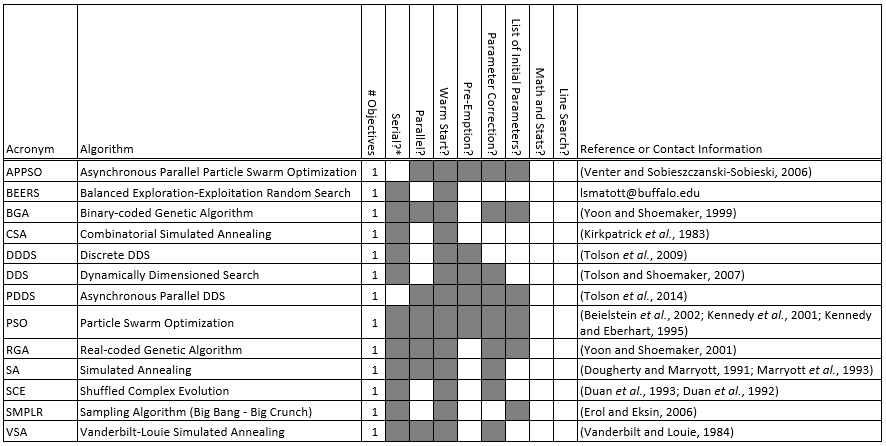 Acronym Algorithm # Objectives Serial?* Parallel? Warm Start? Pre-Emption? Parameter Correction? List of Initial Parameters? Math and Stats? Line Search? Reference or Contact Information
APPSO Asynchronous Parallel Particle Swarm Optimization 1 (Venter and Sobieszczanski-Sobieski, 2006)
BEERS Balanced Exploration-Exploitation Random Search 1 lsmatott@buffalo.edu
BGA Binary-coded Genetic Algorithm 1 (Yoon and Shoemaker, 1999)
CSA Combinatorial Simulated Annealing 1 (Kirkpatrick et al., 1983)
DDDS Discrete DDS 1 (Tolson et al., 2009)
DDS Dynamically Dimensioned Search 1 (Tolson and Shoemaker, 2007)
PDDS Asynchronous Parallel DDS 1 (Tolson et al., 2014)
PSO Particle Swarm Optimization 1 (Beielstein et al., 2002; Kennedy et al., 2001; Kennedy
and Eberhart, 1995)
RGA Real-coded Genetic Algorithm 1 (Yoon and Shoemaker, 2001)
SA Simulated Annealing 1 (Dougherty and Marryott, 1991; Marryott et al., 1993)
SCE Shuffled Complex Evolution 1 (Duan et al., 1993; Duan et al., 1992)
SMPLR Sampling Algorithm (Big Bang - Big Crunch) 1 (Erol and Eksin, 2006)
VSA Vanderbilt-Louie Simulated Annealing 1 (Vanderbilt and Louie, 1984)